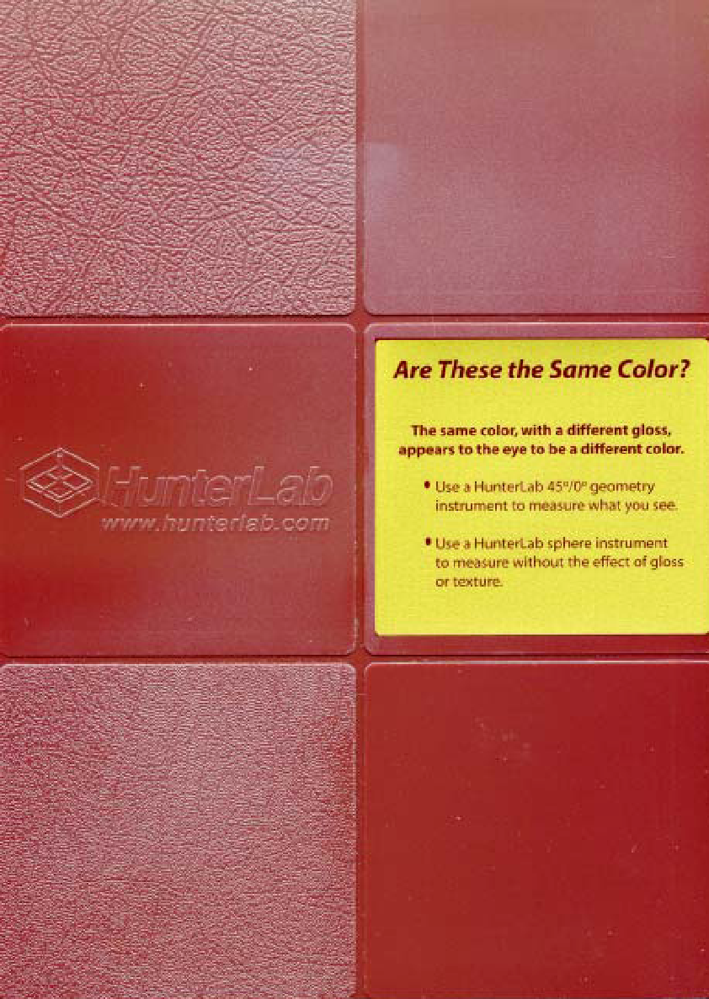 HunterLab
www.hunterlab.com
Are These the Same Color?
The same color, with a different gloss,
appears to the eye to be a different color.
• Use a HunterLab 45º/0º geometry
instrument to measure what you see.
• Use a HunterLab sphere instrument
to measure without the effect of gloss
or texture.